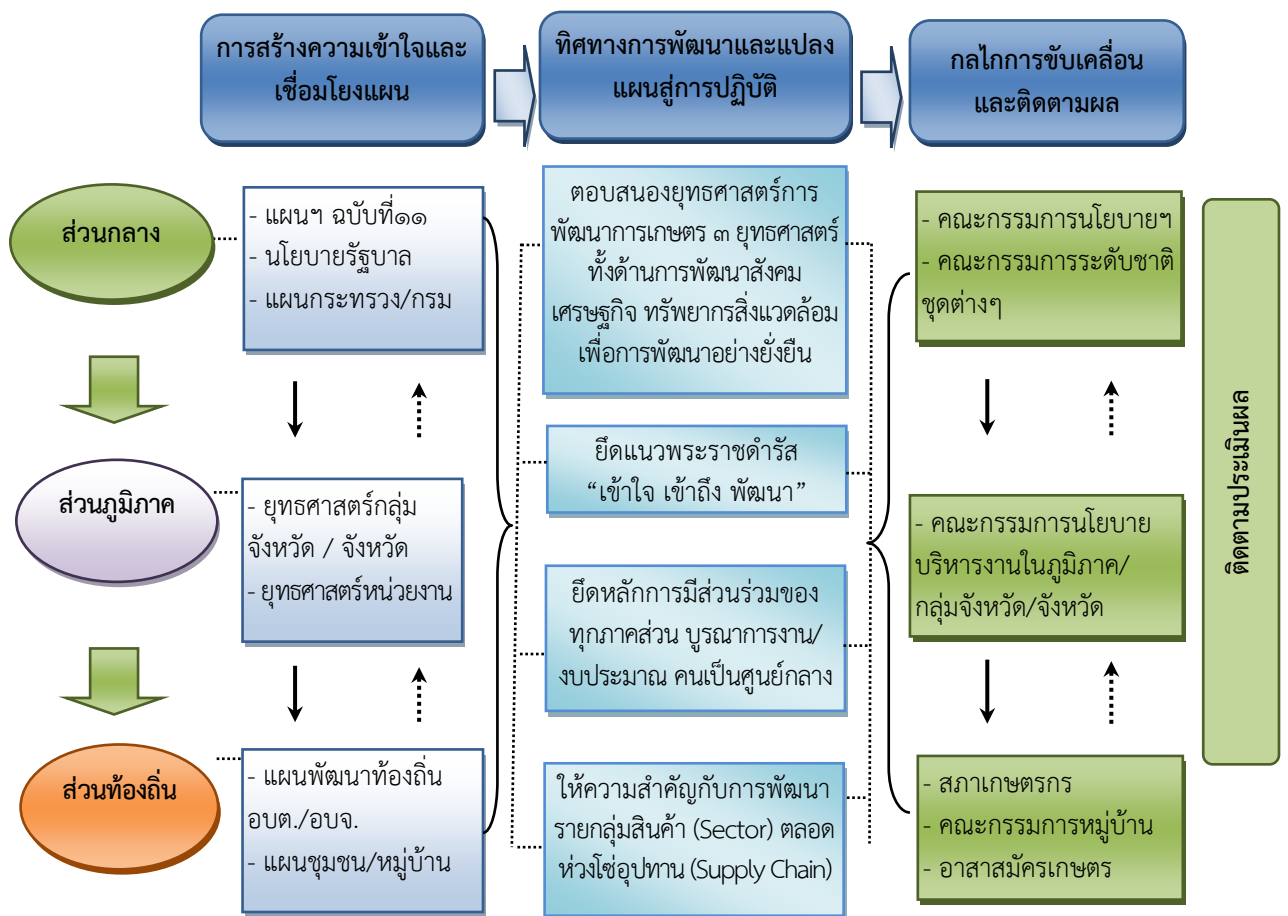 การสร้างความเข้าใจและ
เชื่อมโยงแผน
ทิศทางการพัฒนาและแปลง
แผนสู่การปฏิบัติ
กลไกการขับเคลื่อน
และติดตามผล
ส่วนกลาง
- แผนฯ ฉบับที่๑๑
- นโยบายรัฐบาล
- แผนกระทรวง/กรม
ตอบสนองยุทธศาสตร์การ
พัฒนาการเกษตร ๓ ยุทธศาสตร์
ทั้งด้านการพัฒนาสังคม
เศรษฐกิจ ทรัพยากรสิ่งแวดล้อม
เพื่อการพัฒนาอย่างยั่งยืน
- คณะกรรมการนโยบายฯ
- คณะกรรมการระดับชาติ
ชุดต่างๆ
ติดตามประเมินผล
ส่วนภูมิภาค
- ยุทธศาสตร์กลุ่ม
จังหวัด / จังหวัด
- ยุทธศาสตร์หน่วยงาน
ยึดแนวพระราชดำรัส
“เข้าใจ เข้าถึง พัฒนา”
ยึดหลักการมีส่วนร่วมของ
ทุกภาคส่วน บูรณาการงาน/
งบประมาณ คนเป็นศูนย์กลาง
- คณะกรรมการนโยบาย
บริหารงานในภูมิภาค/
กลุ่มจังหวัด/จังหวัด
ส่วนท้องถิ่น
- แผนพัฒนาท้องถิ่น
อบต./อบจ.
- แผนชุมชน/หมู่บ้าน
ให้ความสำคัญกับการพัฒนา
รายกลุ่มสินค้า (Sector) ตลอด
ห่วงโซ่อุปทาน (Supply Chain)
- สภาเกษตรกร
- คณะกรรมการหมู่บ้าน
- อาสาสมัครเกษตร